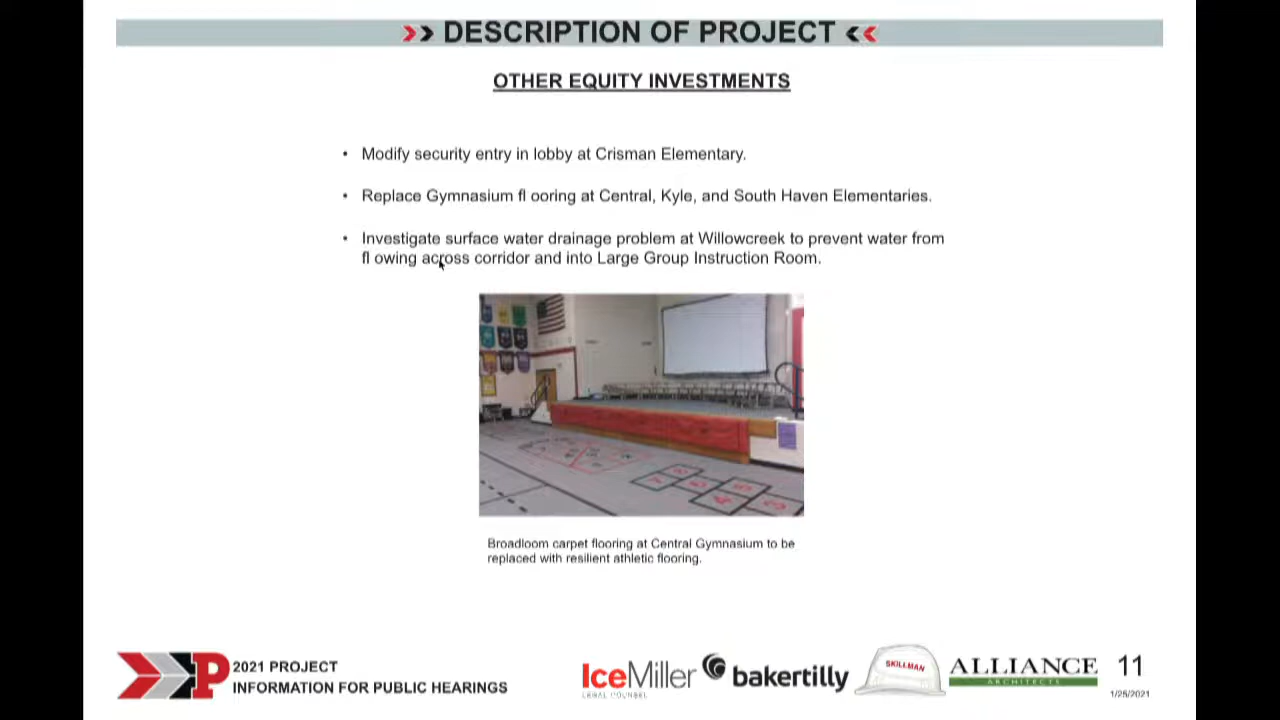 DESCRIPTION OF PROJECT
OTHER EQUITY INVESTMENTS
• Modify security entry in lobby at Crisman Elementary.
• Replace Gymnasium fl ooring at Central, Kyle, and South Haven Elementaries.
• Investigate surface water drainage problem at Willowcreek to prevent water from
fl owing across corridor and into Large Group Instruction Room.
Broadloom carpet flooring at Central Gymnasium to be
replaced with resilient athletic flooring.
P
2021 PROJECT
INFORMATION FOR PUBLIC HEARINGS
IceMiller
LEGAL COUNSEL
bakertilly
SKILLMAN
ALLIANCE
ARCHITECTS
11
1/25/2021